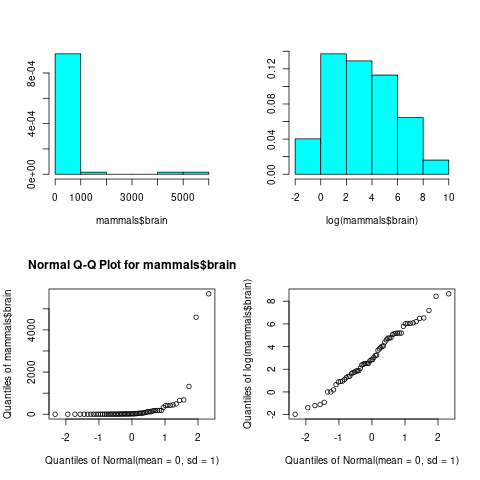 8e-04
4e-04
0e+00
0 1000 3000 5000
mammals$brain
0.12
0.08
0.04
0.00
-2 0 2 4 6 8 10
log(mammals$brain)
Normal Q-Q Plot for mammals$brain
Quantiles of mammals$brain
4000
2000
0
-2 -1 0 1 2
Quantiles of Normal(mean = 0, sd = 1)
Quantiles of log(mammals$brain)
8
6
4
2
0
-2
-2 -1 0 1 2
Quantiles of Normal(mean = 0, sd = 1)